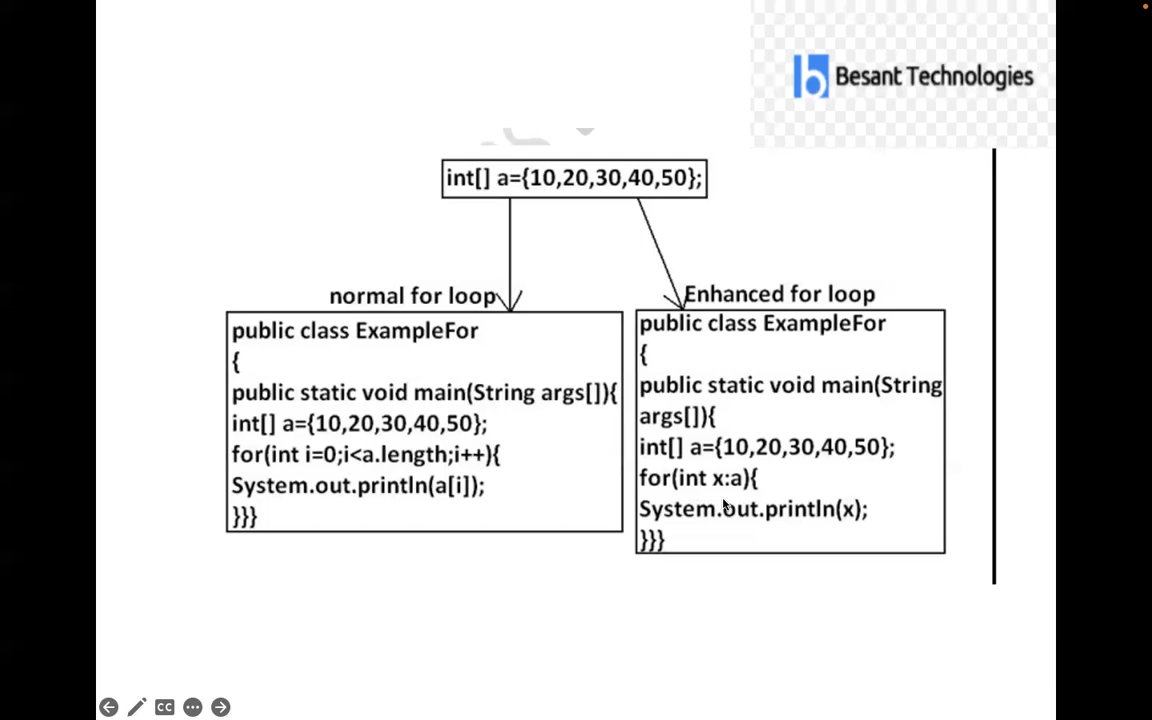 Besant Technologies
int[] a={10,20,30,40,50};
normal for loop
public class ExampleFor
{
public static void main(String args[]){
int[] a={10,20,30,40,50};
for(int i=0;i<a.length;i++){
System.out.println(a[i]);
}}}
Enhanced for loop
public class ExampleFor
{
public static void main(String
args[]){
int[] a={10,20,30,40,50};
for(int x:a){
System.out.println(x);
}}}
CC